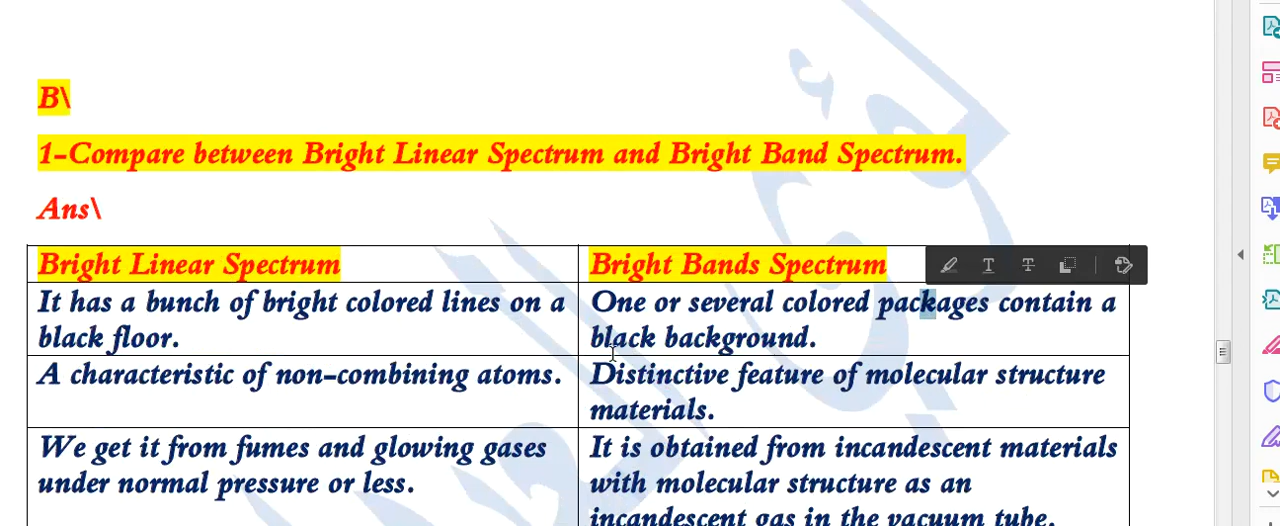 B\
1-Compare between Bright Linear Spectrum and Bright Band Spectrum.
Ans\
Bright Linear Spectrum
Bright Bands Spectrum
It has a bunch of bright colored lines on a
black floor.
One or several colored packages contain a
black background.
A characteristic of non-combining atoms.
Distinctive feature of molecular structure
materials.
We get it from fumes and glowing gases
under normal pressure or less.
It is obtained from incandescent materials
with molecular structure as an
incandescent gas in the vacuum tube.